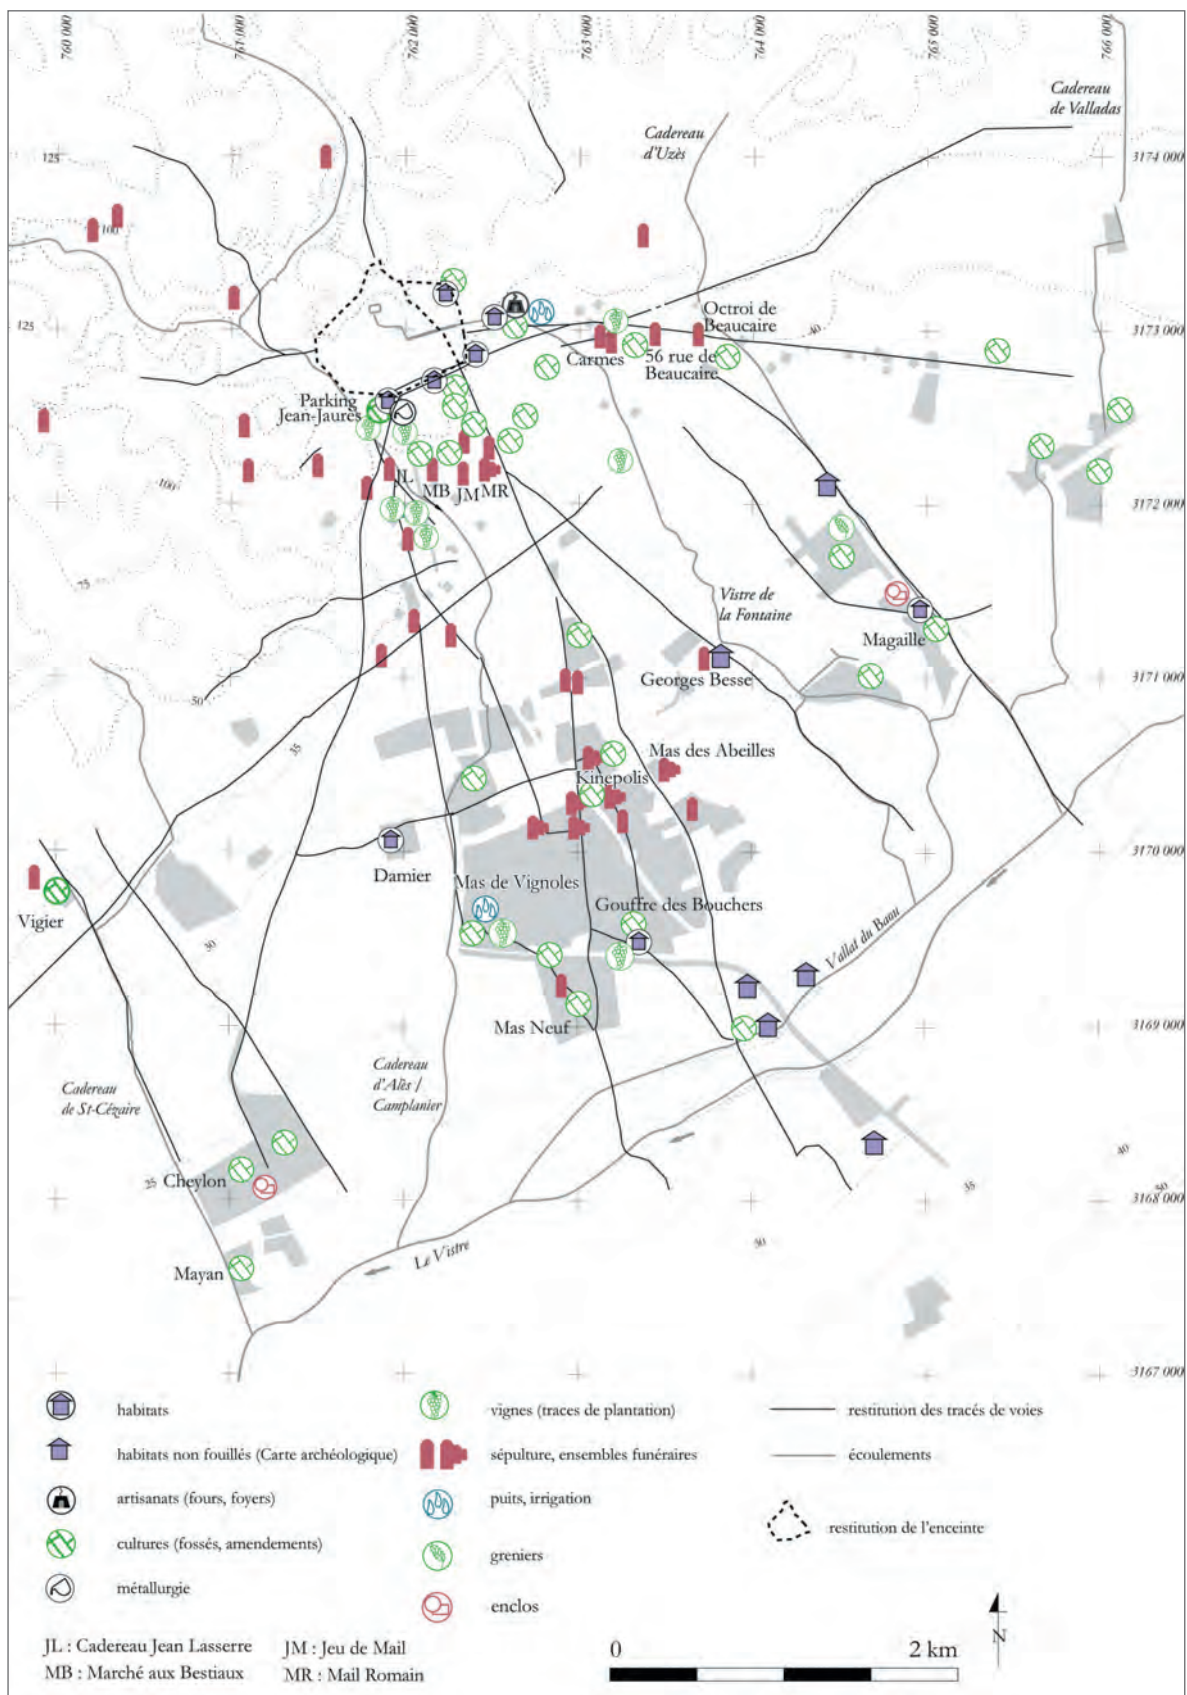 760 000
761 000
762 000
763 000
764 000
765 000
766 000
Cadereau
de Valladas
Cadereau
d'Uzès
125
3174 000
100
125
Octroi de
Beaucaire
40
3173 000
Carmes
56 rue de
Beaucaire
Parking
Jean-Jaurès
JL
MB
JM
MR
100
3172 000
75
Vistre de
la Fontaine
Magaille
50
Georges Besse
3171 000
35
Mas des Abeilles
Kinépolis
Damier
3170 000
Mas de Vignoles
Vigier
Gouffre des Bouchers
30
Vallat du Baou
Mas Neuf
3169 000
Cadereau
de St-Cézaire
Cadereau
d'Alès /
Camplanier
40
25
Cheylon
35
50
3168 000
Le Vistre
30
Mayan
3167 000
habitats
vignes (traces de plantation)
restitution des tracés de voies
habitats non fouillés (Carte archéologique)
sépulture, ensembles funéraires
écoulements
artisanats (fours, foyers)
puits, irrigation
restitution de l'enceinte
cultures (fossés, amendements)
greniers
métallurgie
enclos
N
JL : Cadereau Jean Lasserre
JM : Jeu de Mail
0
2 km
MB : Marché aux Bestiaux
MR : Mail Romain